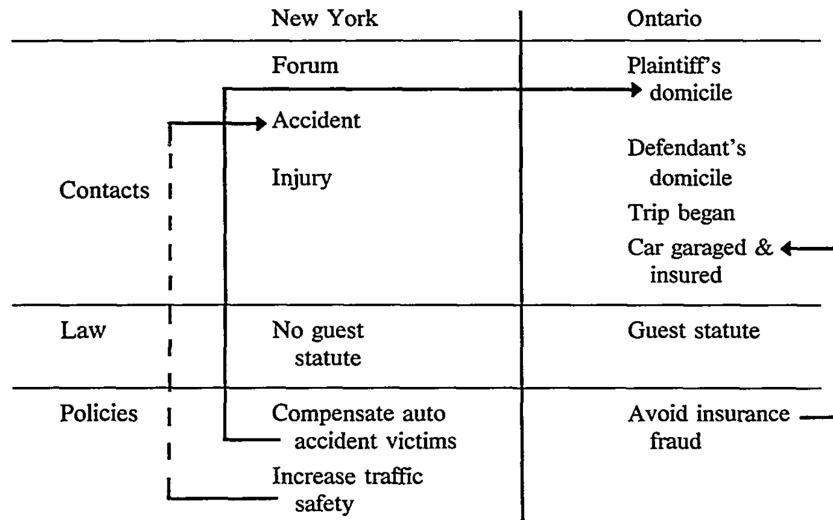 New York Ontario
Forum Plaintiff's
domicile
Accident
Defendant's
domicile
Contacts Injury
Trip began
Car garaged &
insured
Law No guest Guest statute
statute
Policies Compensate auto Avoid insurance
accident victims fraud
Increase traffic
safety